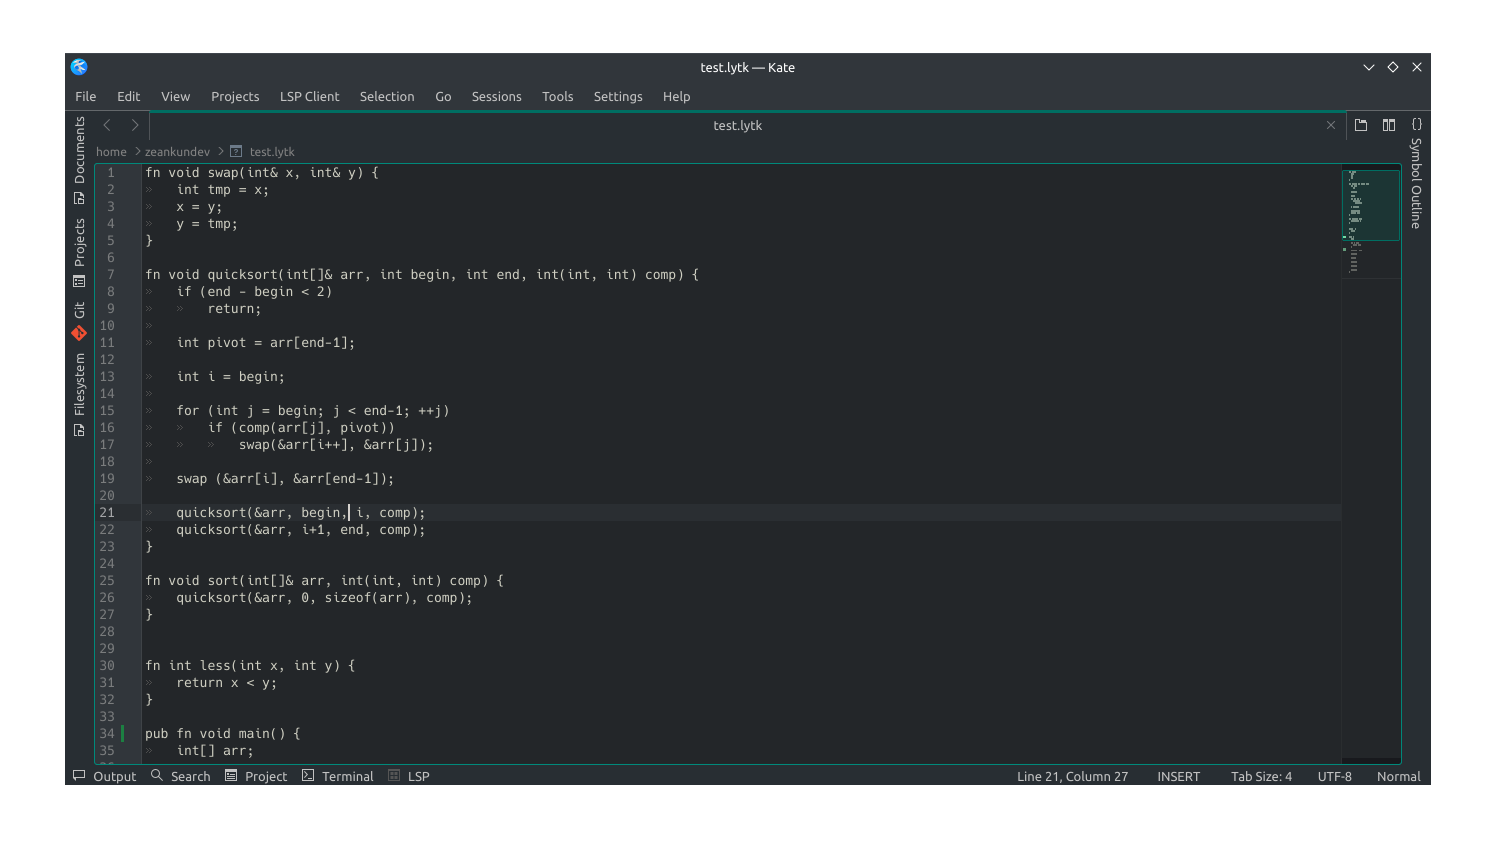 test.lytk — Kate
File Edit View Projects LSP Client Selection Go Sessions Tools Settings Help
test.lytk
home > zeankundev > test.lytk
Documents
Projects
Git
Filesystem
Symbol Outline
1 fn void swap(int& x, int& y) {
2 » int tmp = x;
3 » x = y;
4 » y = tmp;
5 }
6
7 fn void quicksort(int[]& arr, int begin, int end, int(int, int) comp) {
8 » if (end - begin < 2)
9 » » return;
10 »
11 » int pivot = arr[end-1];
12
13 » int i = begin;
14 »
15 » for (int j = begin; j < end-1; ++j)
16 » » if (comp(arr[j], pivot))
17 » » » swap(&arr[i++], &arr[j]);
18 »
19 » swap (&arr[i], &arr[end-1]);
20
21 » quicksort(&arr, begin, i, comp);
22 » quicksort(&arr, i+1, end, comp);
23 }
24
25 fn void sort(int[]& arr, int(int, int) comp) {
26 » quicksort(&arr, 0, sizeof(arr), comp);
27 }
28
29
30 fn int less(int x, int y) {
31 » return x < y;
32 }
33
34 pub fn void main() {
35 » int[] arr;
Output Search Project Terminal LSP Line 21, Column 27 INSERT Tab Size: 4 UTF-8 Normal